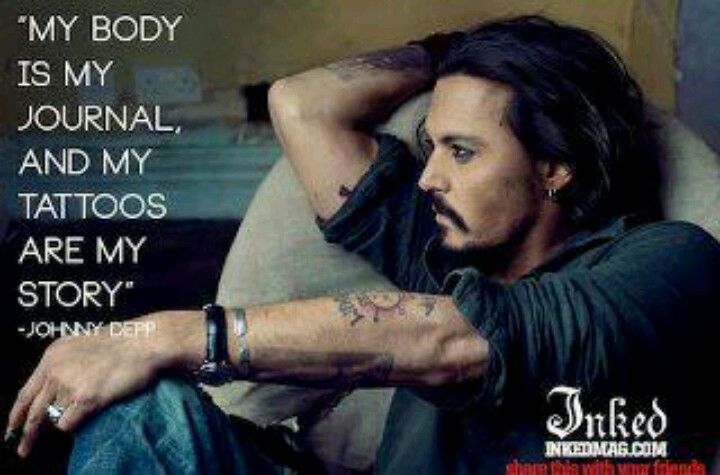 "MY BODY
IS MY
JOURNAL,
AND MY
TATTOOS
ARE MY
STORY"
-JOHNNY DEPP
Inked
INKEDMAG.COM
share this with your friends